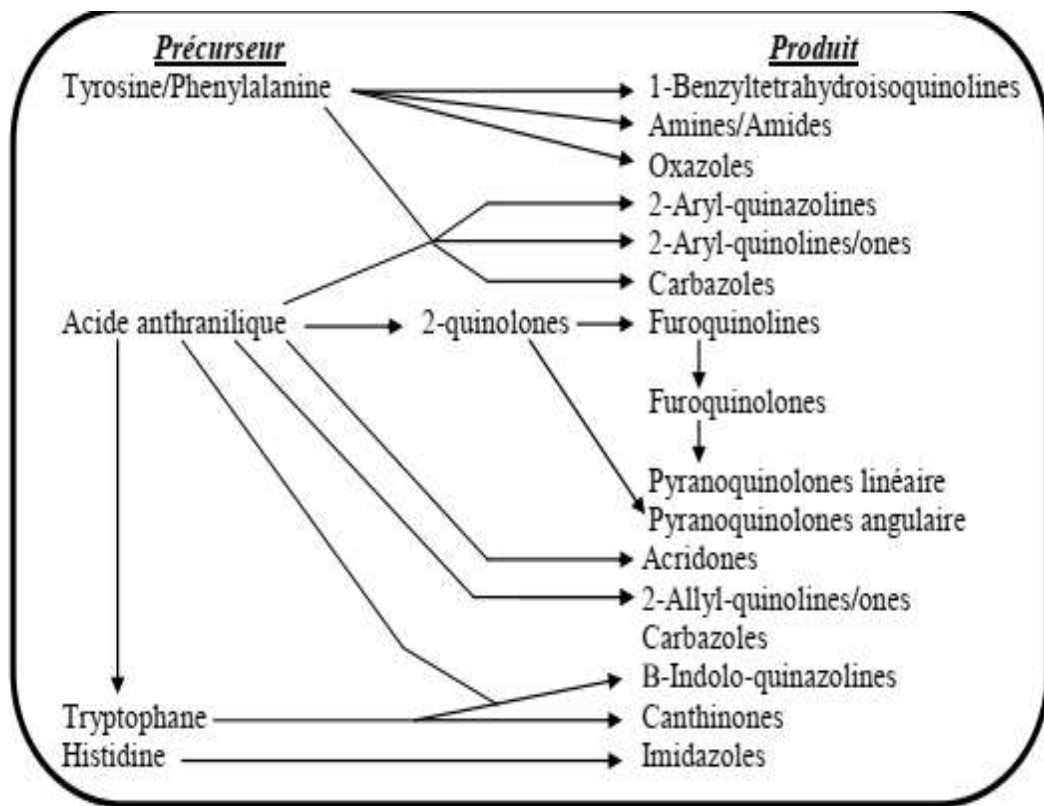 Précurseur Produit
Tyrosine/Phenylalanine 1-Benzyltetrahydroisoquinolines
Amines/Amides
Oxazoles
2-Aryl-quinazolines
2-Aryl-quinolines/ones
Carbazoles
Acide anthranilique 2-quinolones Furoquinolines
Furoquinolones
Pyranoquinolones linéaire
Pyranoquinolones angulaire
Acridones
2-Allyl-quinolines/ones
Carbazoles
B-Indolo-quinazolines
Tryptophane Canthinones
Histidine Imidazoles